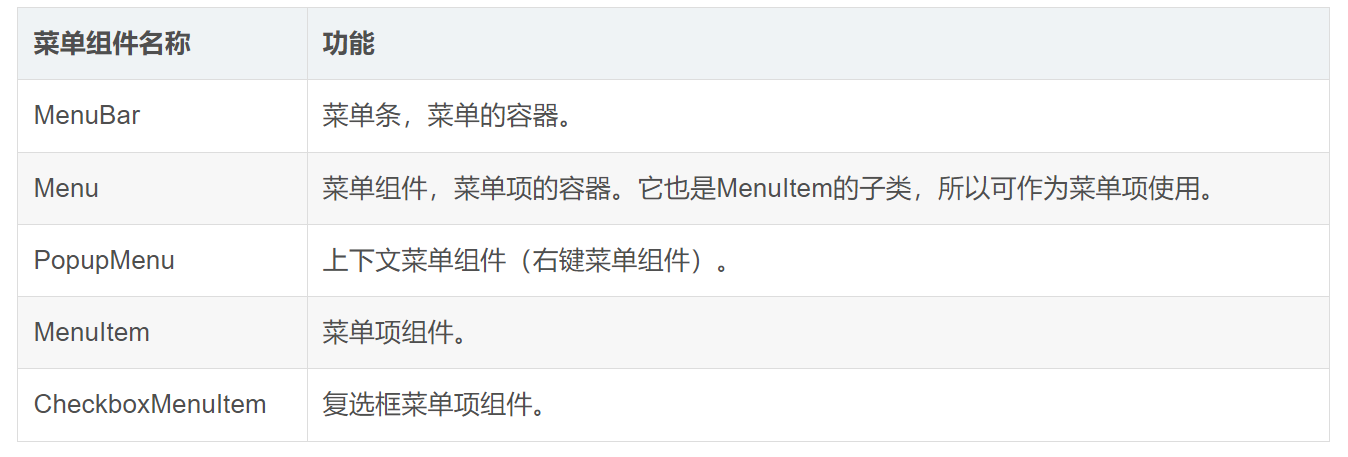 菜单组件名称 功能
MenuBar 菜单条，菜单的容器。
Menu 菜单组件，菜单项的容器。它也是MenuItem的子类，所以可作为菜单项使用。
PopupMenu 上下文菜单组件（右键菜单组件）。
MenuItem 菜单项组件。
CheckboxMenuItem 复选框菜单项组件。